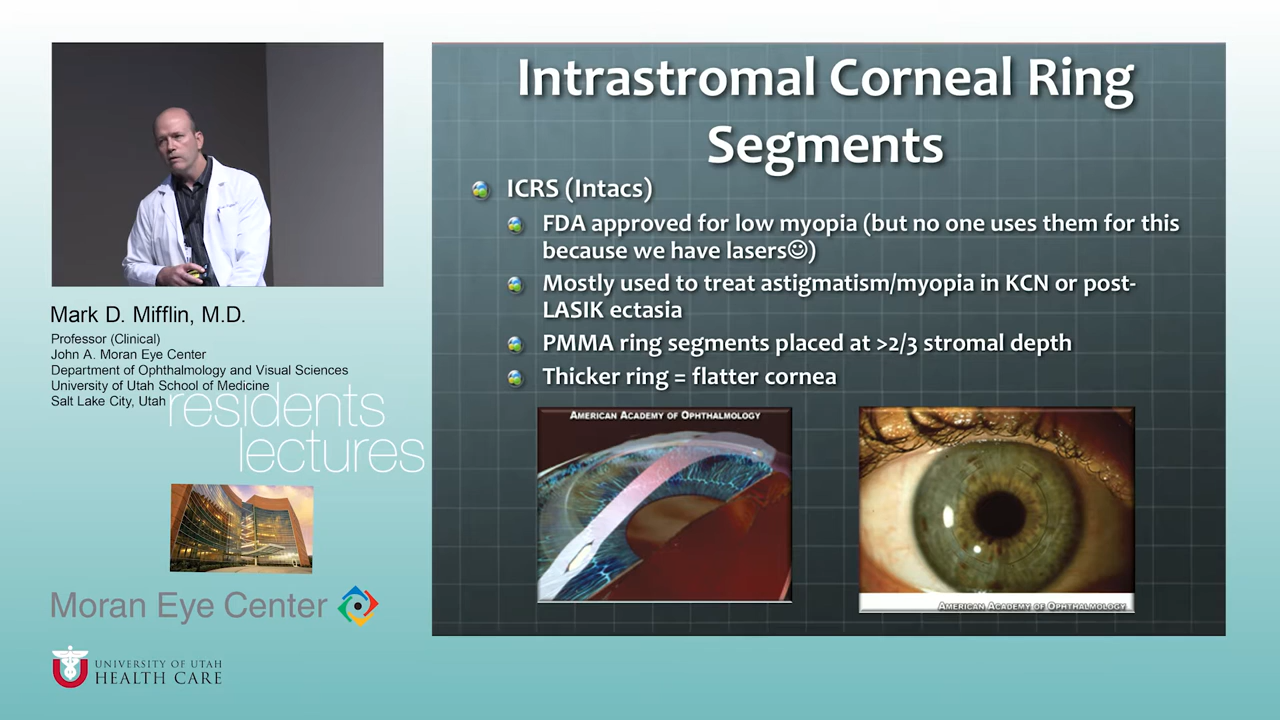 Mark D. Mifflin, M.D.
Professor (Clinical)
John A. Moran Eye Center
Department of Ophthalmology and Visual Sciences
University of Utah School of Medicine
Salt Lake City, Utah
residents
lectures
Moran Eye Center
UNIVERSITY OF UTAH
HEALTH CARE
Intrastromal Corneal Ring
Segments
ICRS (Intacs)
FDA approved for low myopia (but no one uses them for this
because we have lasers☺)
Mostly used to treat astigmatism/myopia in KCN or post-
LASIK ectasia
PMMA ring segments placed at >2/3 stromal depth
Thicker ring = flatter cornea
AMERICAN ACADEMY OF OPHTHALMOLOGY
AMERICAN ACADEMY OF OPHTHALMOLOGY